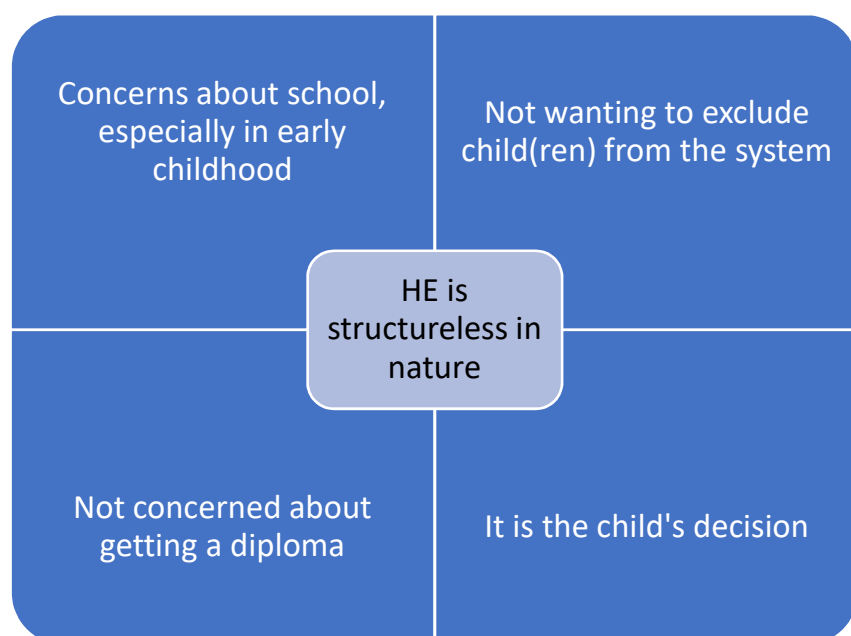 Concerns about school,
especially in early
childhood
Not wanting to exclude
child(ren) from the system
HE is
structureless in
nature
Not concerned about
getting a diploma
It is the child's decision